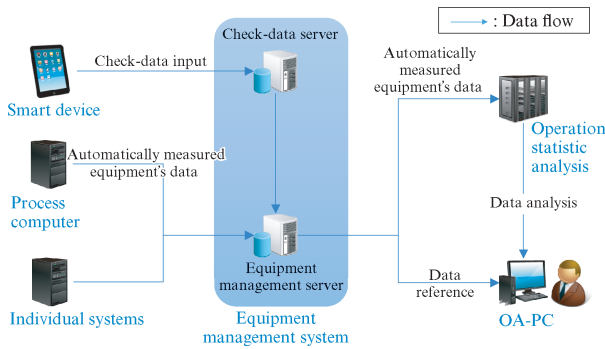 : Data flow
Check-data server
Check-data input
Smart device
Automatically measured
equipment's data
Process
computer
Individual systems
Equipment
management server
Equipment
management system
Automatically
measured
equipment's data
Operation
statistic
analysis
Data analysis
Data
reference
OA-PC